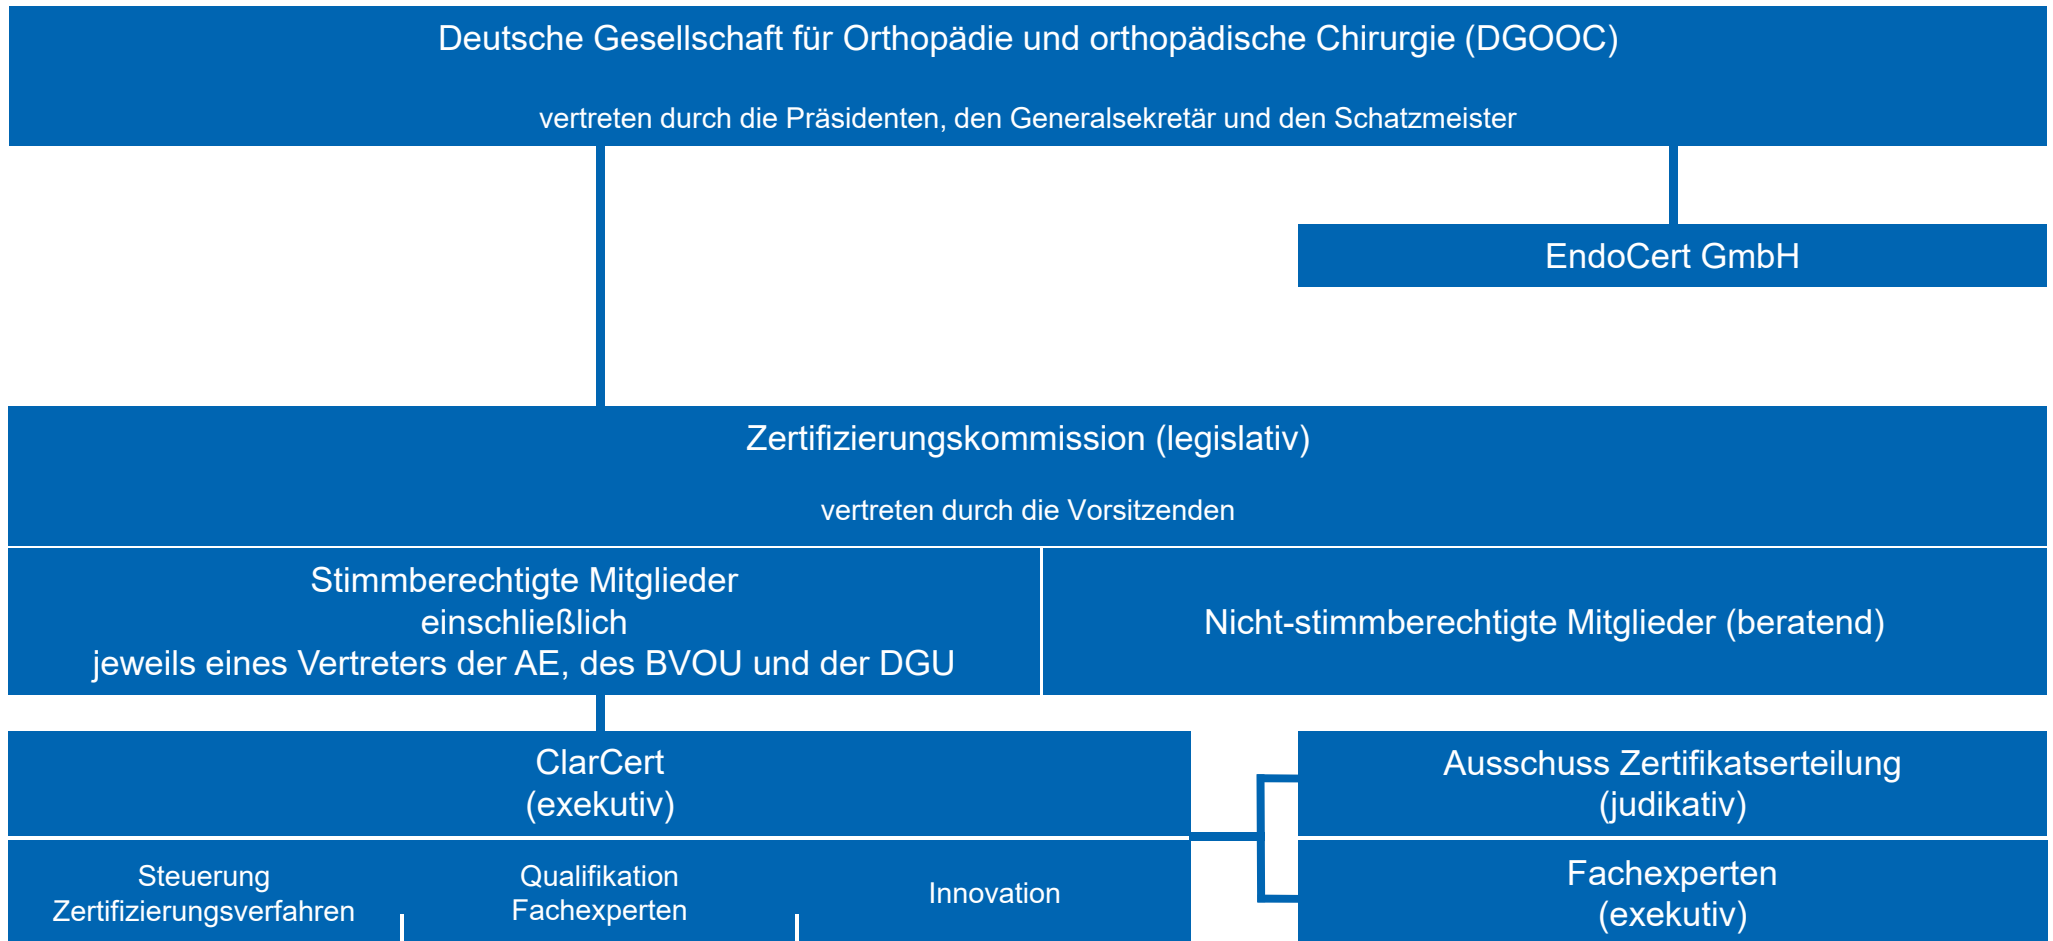 Deutsche Gesellschaft für Orthopädie und orthopädische Chirurgie (DGOOC)
vertreten durch die Präsidenten, den Generalsekretär und den Schatzmeister
EndoCert GmbH
Zertifizierungskommission (legislativ)
vertreten durch die Vorsitzenden
Stimmberechtigte Mitglieder
einschließlich
jeweils eines Vertreters der AE, des BVOU und der DGU
Nicht-stimmberechtigte Mitglieder (beratend)
ClarCert
(exekutiv)
Ausschuss Zertifikatserteilung
(judikativ)
Steuerung
Zertifizierungsverfahren
Qualifikation
Fachexperten
Innovation
Fachexperten
(exekutiv)